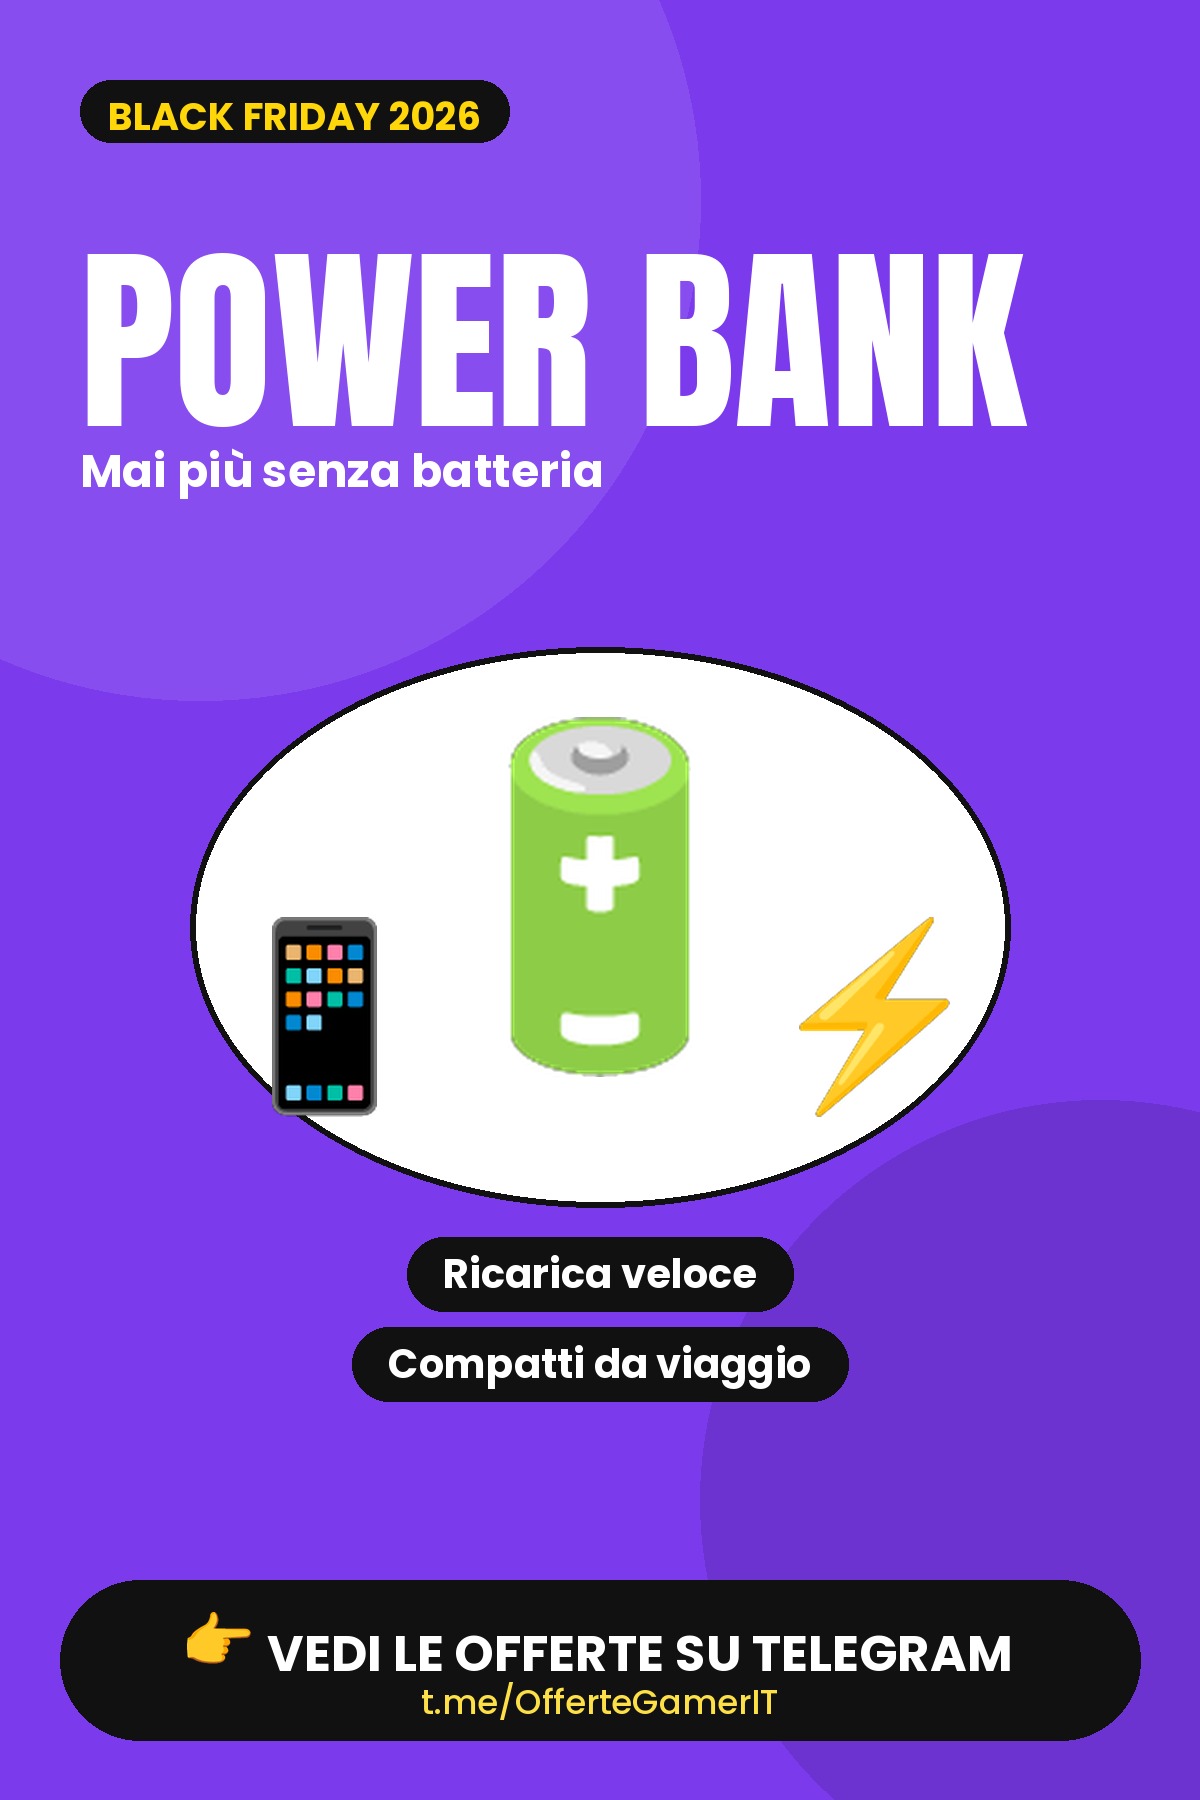 BLACK FRIDAY 2026
POWER BANK
Mai più senza batteria
Ricarica veloce
Compatti da viaggio
VEDI LE OFFERTE SU TELEGRAM
t.me/OfferteGamerIT